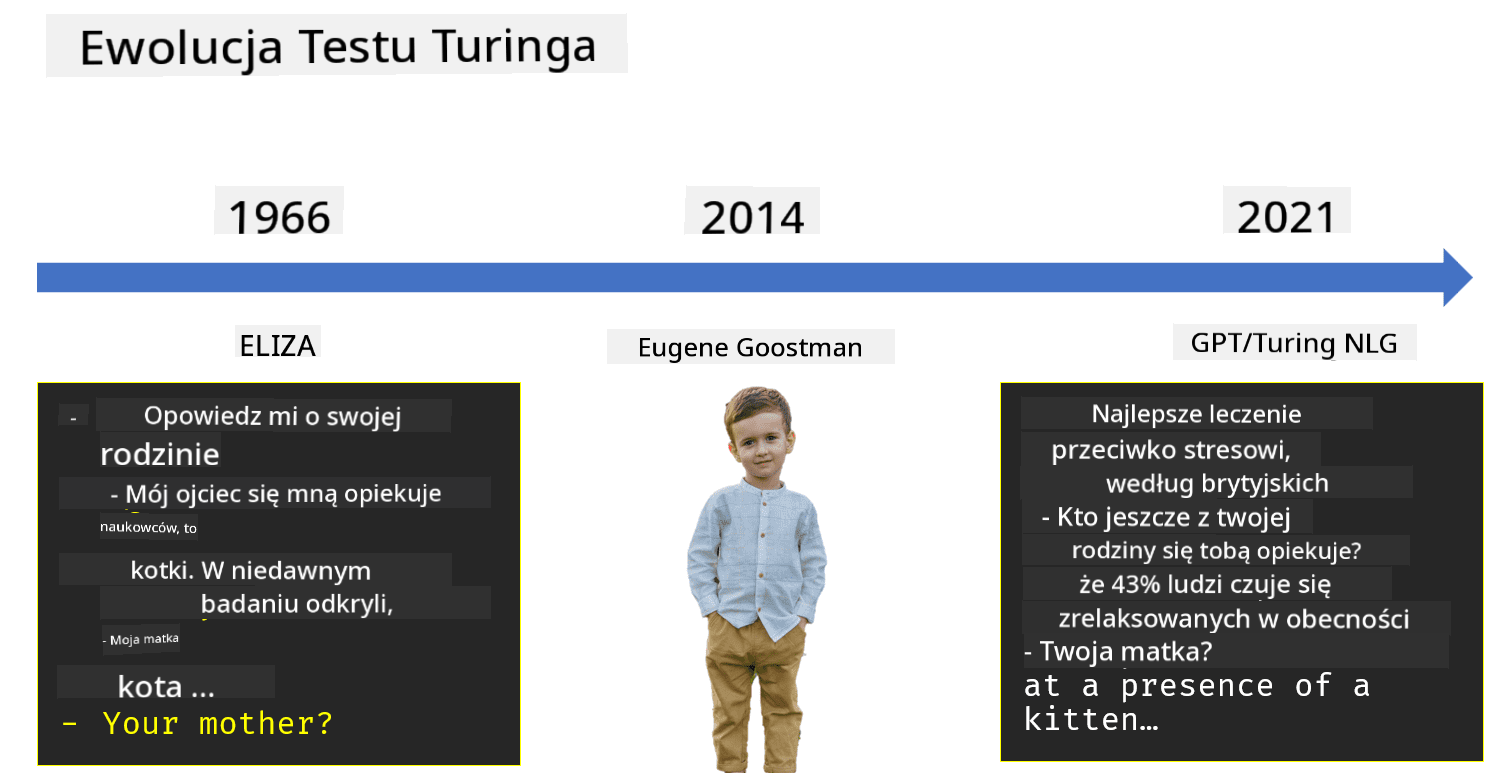 Ewolucja Testu Turinga
1966
2014
2021
ELIZA
Eugene Goostman
GPT/Turing NLG
- Opowiedz mi o swojej
rodzinie
- Mój ojciec się mną opiekuje
naukowców, to
kotki. W niedawnym
badaniu odkryli,
- Moja matka
kota ...
- Your mother?
Najlepsze leczenie
przeciwko stresowi,
według brytyjskich
- Kto jeszcze z twojej
rodziny się tobą opiekuje?
że 43% ludzi czuje się
zrelaksowanych w obecności
- Twoja matka?
at a presence of a
kitten…